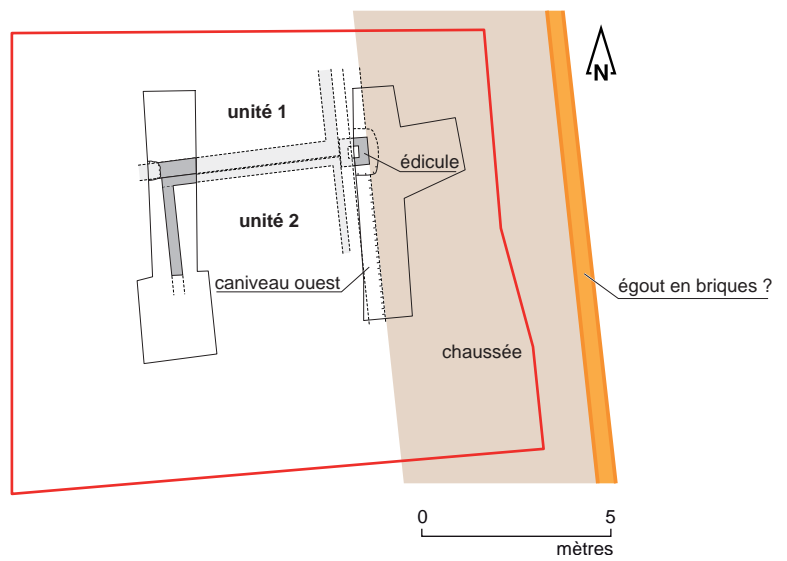 N
unité 1
édicule
unité 2
caniveau ouest
égout en briques ?
chaussée
0 5
mètres